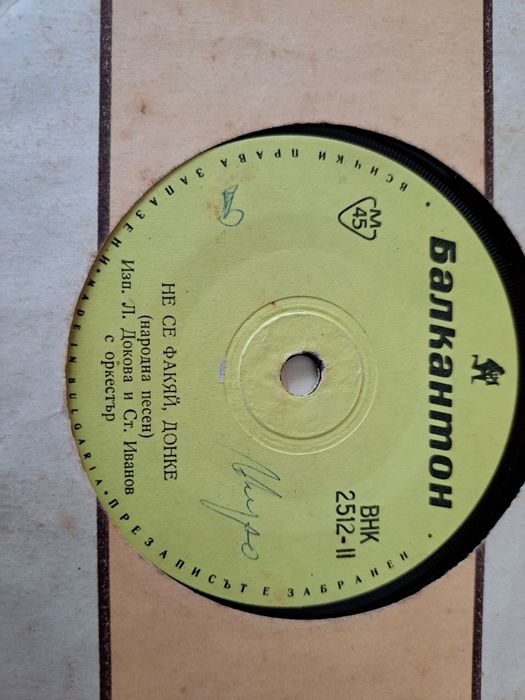 Балкантон
М
45
ВНК
2512-II
НЕ СЕ ФАКЯЙ, ДОНКЕ
(народна песен)
Изп. Л. Докова и Ст. Иванов
с оркестър
• ВСИЧКИ ПРАВА ЗАПАЗЕНИ • MADE IN BULGARIA • ПРЕЗАПИСЪТ Е ЗАБРАНЕН •